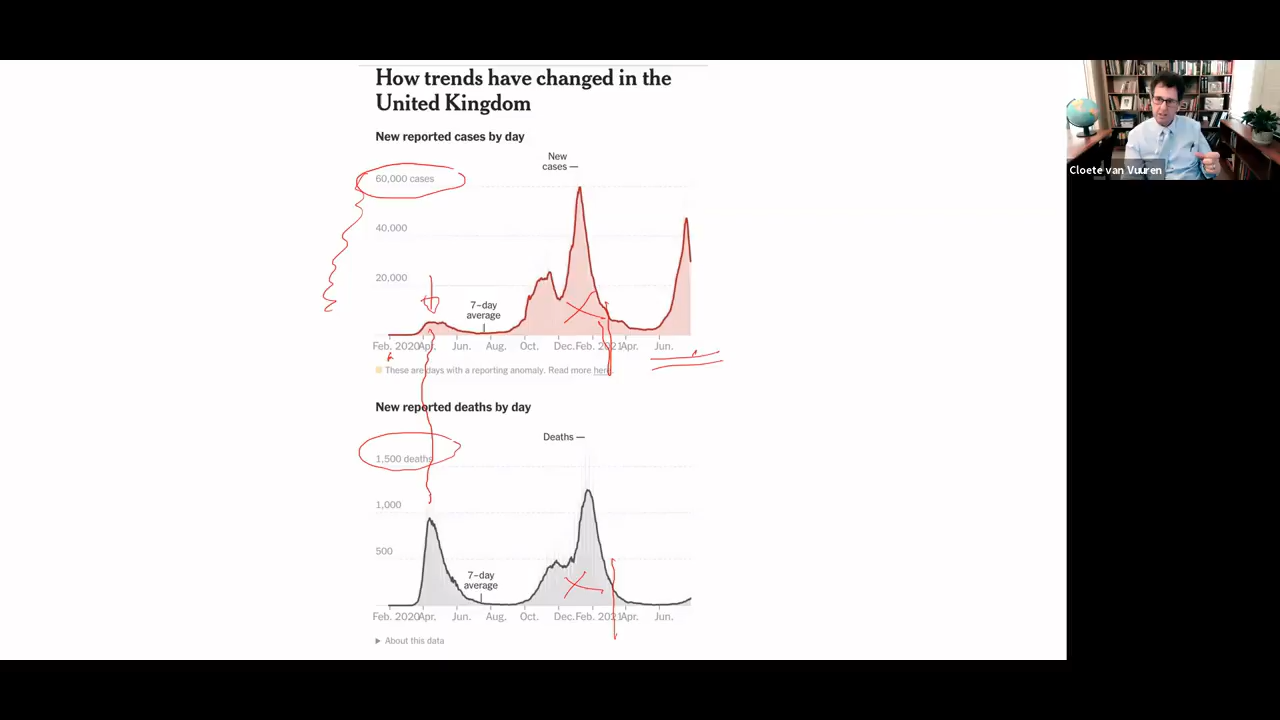 How trends have changed in the
United Kingdom
New reported cases by day
New
cases
60,000 cases
40,000
20,000
7-day
average
Feb. 2020 Apr. Jun. Aug. Oct. Dec. Feb. 2021 Apr. Jun.
These are days with a reporting anomaly. Read more here.
New reported deaths by day
Deaths
1,500 deaths
1,000
500
7-day
average
Feb. 2020 Apr. Jun. Aug. Oct. Dec. Feb. 2021 Apr. Jun.
About this data
Cloete van Vuuren